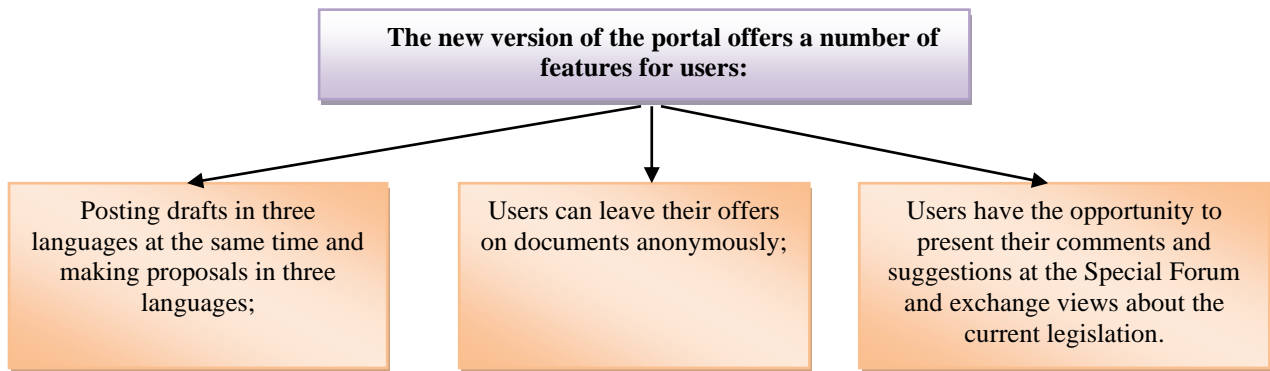 The new version of the portal offers a number of
features for users:
Posting drafts in three
languages at the same time and
making proposals in three
languages;
Users can leave their offers
on documents anonymously;
Users have the opportunity to
present their comments and
suggestions at the Special Forum
and exchange views about the
current legislation.